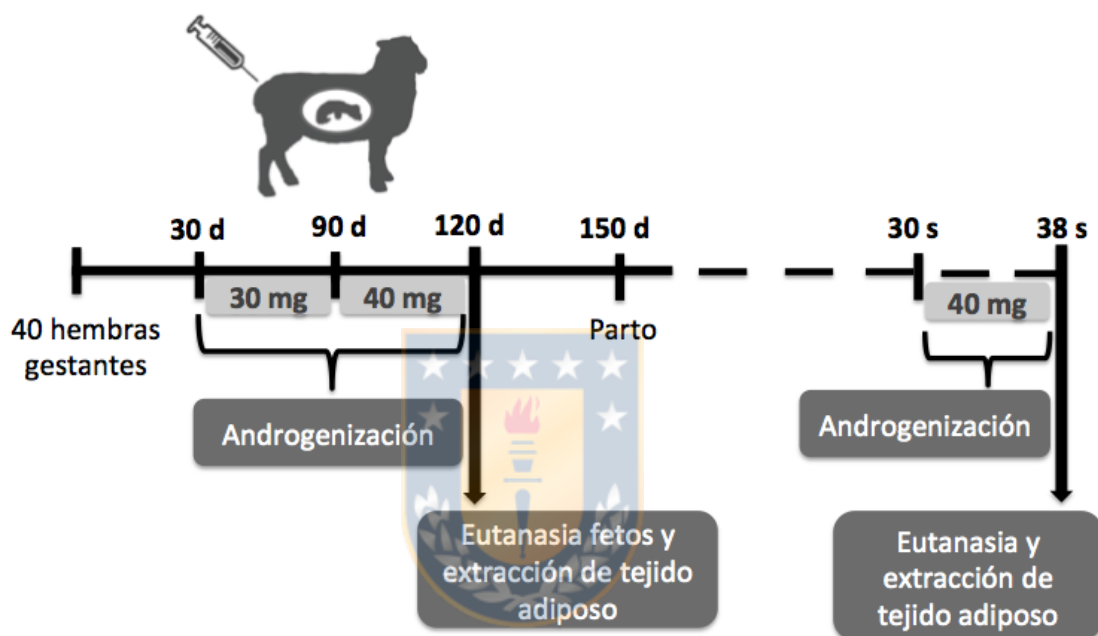 30 d
90 d
120 d
150 d
30 s
38 s
30 mg
40 mg
40 mg
40 hembras
gestantes
Parto
Androgenización
Androgenización
Eutanasia fetos y
extracción de tejido
adiposo
Eutanasia y
extracción de
tejido adiposo